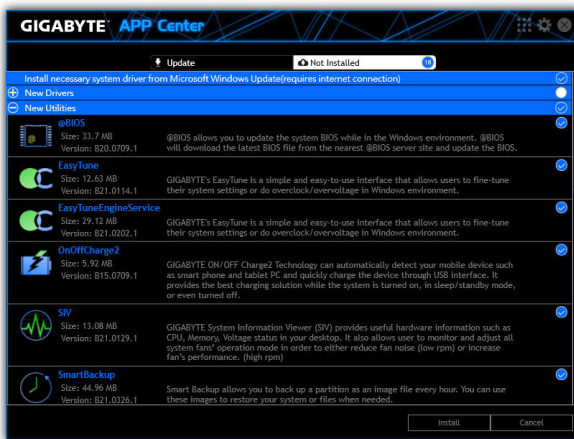 GIGABYTE™ APP Center
Update
Not Installed
18
Install necessary system driver from Microsoft Windows Update(requires internet connection)
New Drivers
New Utilities
@BIOS
Size: 33.7 MB
Version: B20.0709.1
@BIOS allows you to update the system BIOS while in the Windows environment. @BIOS
will download the latest BIOS file from the nearest @BIOS server site and update the BIOS.
EasyTune
Size: 12.63 MB
Version: B21.0114.1
GIGABYTE's EasyTune is a simple and easy-to-use interface that allows users to fine-tune
their system settings or do overclock/overvoltage in Windows environment.
EasyTuneEngineService
Size: 29.12 MB
Version: B21.0202.1
GIGABYTE's EasyTune is a simple and easy-to-use interface that allows users to fine-tune
their system settings or do overclock/overvoltage in Windows environment.
OnOffCharge2
Size: 5.92 MB
Version: B15.0709.1
GIGABYTE ON/OFF Charge2 Technology can automatically detect your mobile device such
as smart phone and tablet PC and quickly charge the device through USB interface. It
provides the best charging solution while the system is turned on, in sleep/standby mode,
or even turned off.
SIV
Size: 13.08 MB
Version: B21.0129.1
GIGABYTE System Information Viewer (SIV) provides useful hardware information such as
CPU, Memory, Voltage status in your desktop. It also allows user to monitor and adjust all
system fans' operation mode in order to either reduce fan noise (low rpm) or increase
fan's performance. (high rpm)
SmartBackup
Size: 44.96 MB
Version: B21.0326.1
Smart Backup allows you to back up a partition as an image file every hour. You can use
these images to restore your system or files when needed.
Install
Cancel